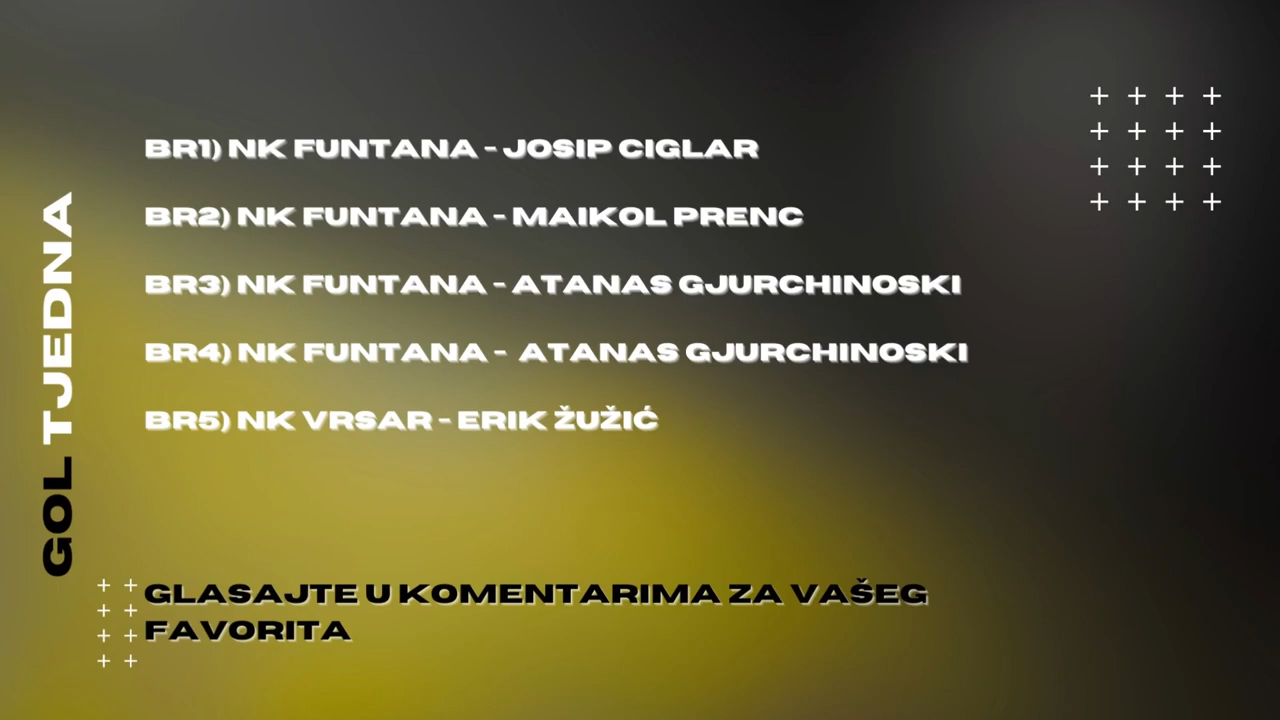 GOL TJEDNA
BR1) NK FUNTANA - JOSIP CIGLAR
BR2) NK FUNTANA - MAIKOL PRENC
BR3) NK FUNTANA - ATANAS GJURCHINOSKI
BR4) NK FUNTANA - ATANAS GJURCHINOSKI
BR5) NK VRSAR - ERIK ŽUŽIĆ
GLASAJTE U KOMENTARIMA ZA VAŠEG
FAVORITA